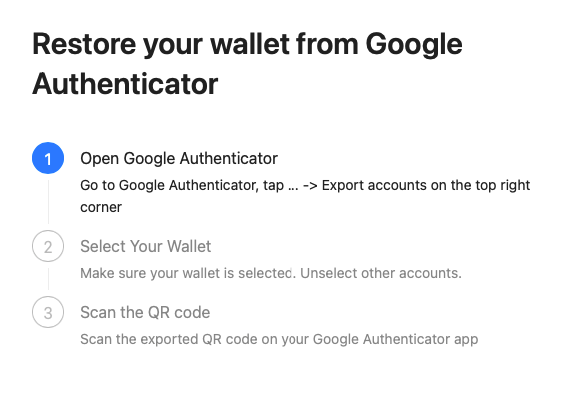 Restore your wallet from Google
Authenticator
1
Open Google Authenticator
Go to Google Authenticator, tap ... -> Export accounts on the top right
corner
2
Select Your Wallet
Make sure your wallet is selected. Unselect other accounts.
3
Scan the QR code
Scan the exported QR code on your Google Authenticator app